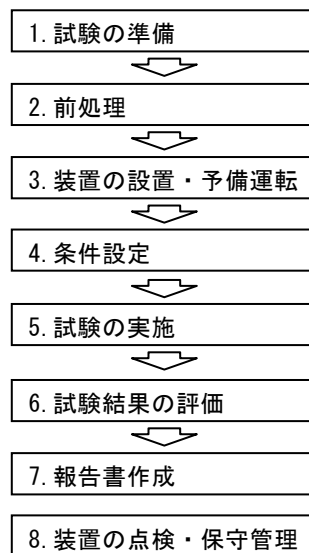 1.試験の準備
2.前処理
3.装置の設置・予備運転
4.条件設定
5.試験の実施
6.試験結果の評価
7.報告書作成
8.装置の点検・保守管理